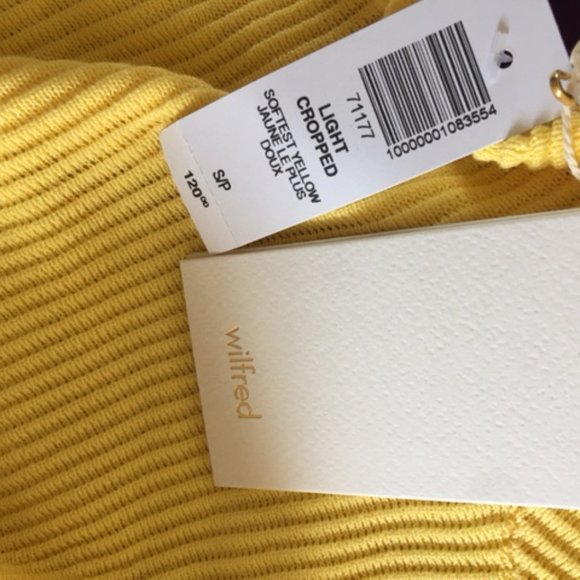 71177
10000001083554
LIGHT
CROPPED
SOFTEST YELLOW
JAUNE LE PLUS
DOUX
S/P
120.00
wilfred